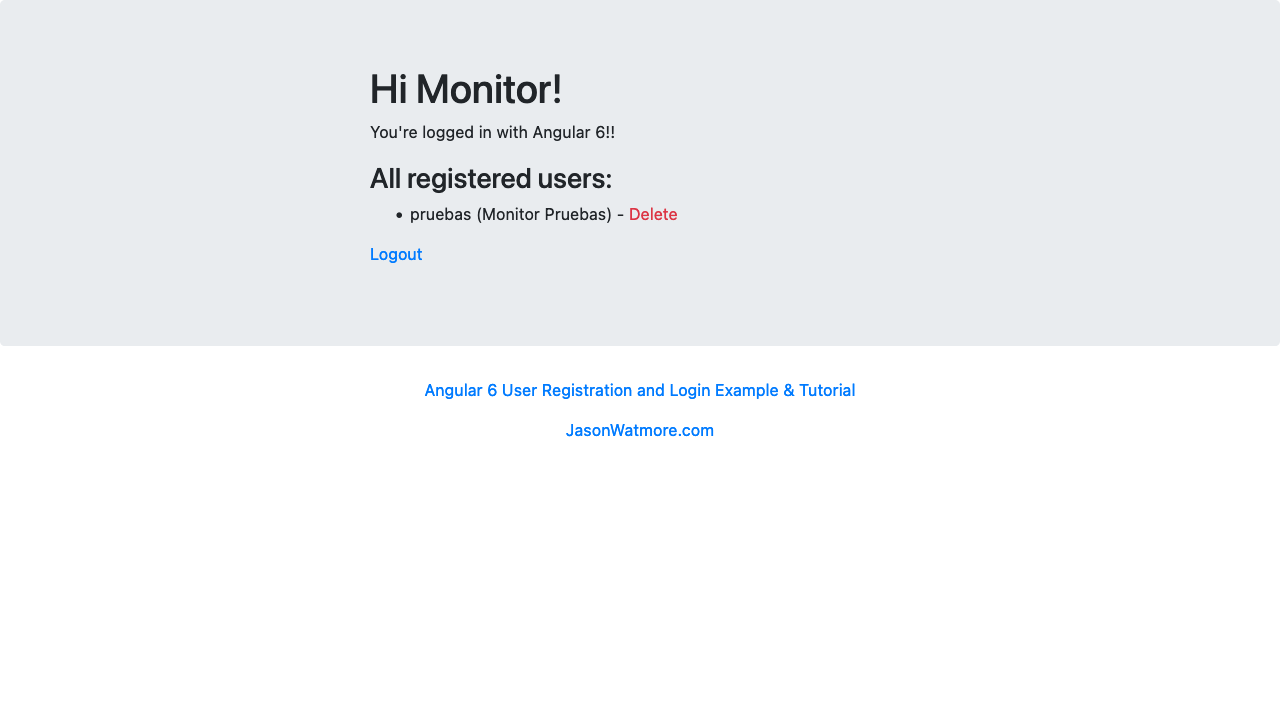 Hi Monitor!
You're logged in with Angular 6!!
All registered users:
• pruebas (Monitor Pruebas) - Delete
Logout
Angular 6 User Registration and Login Example & Tutorial
JasonWatmore.com